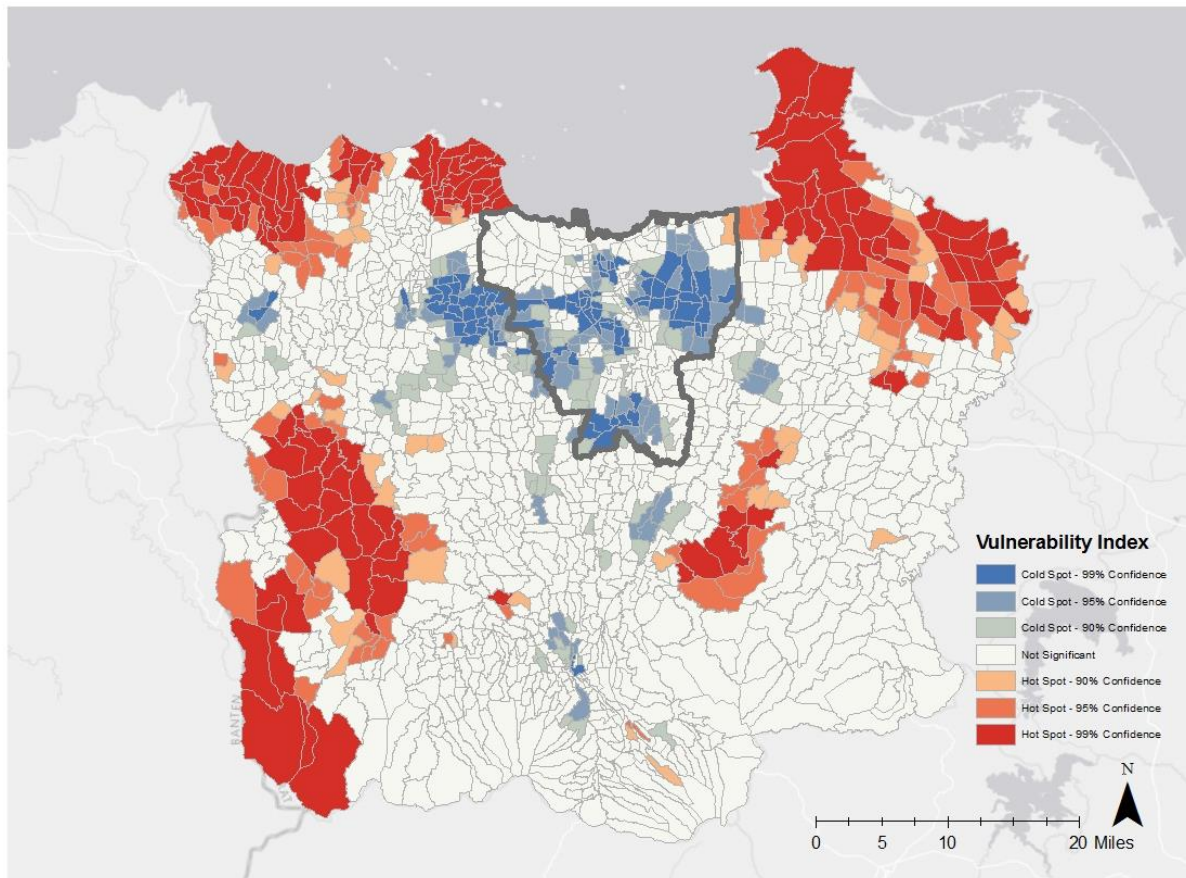 Vulnerability Index
Cold Spot - 99% Confidence
Cold Spot - 95% Confidence
Cold Spot - 90% Confidence
Not Significant
Hot Spot - 90% Confidence
Hot Spot - 95% Confidence
Hot Spot - 99% Confidence
BANTEN
N
0 5 10 20 Miles